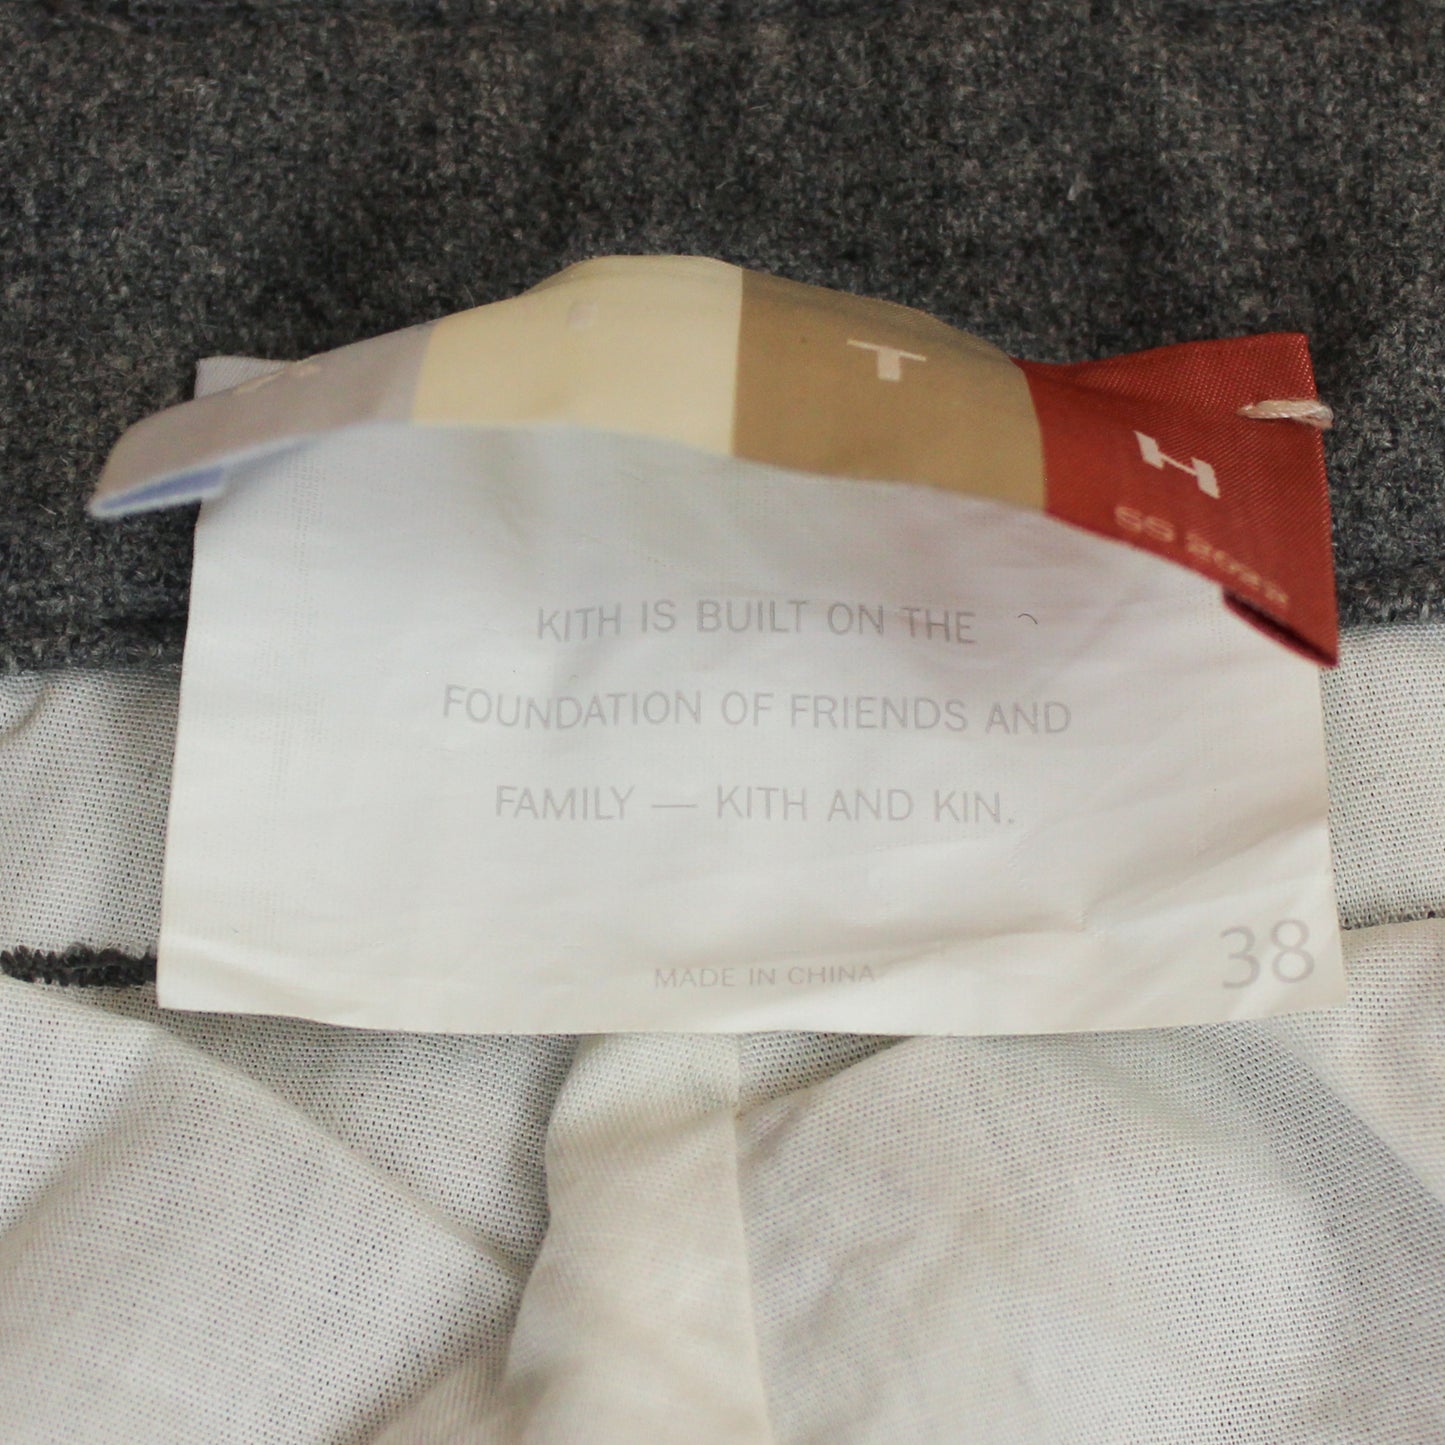 K I T H
SS 2023
KITH IS BUILT ON THE
FOUNDATION OF FRIENDS AND
FAMILY — KITH AND KIN.
MADE IN CHINA
38